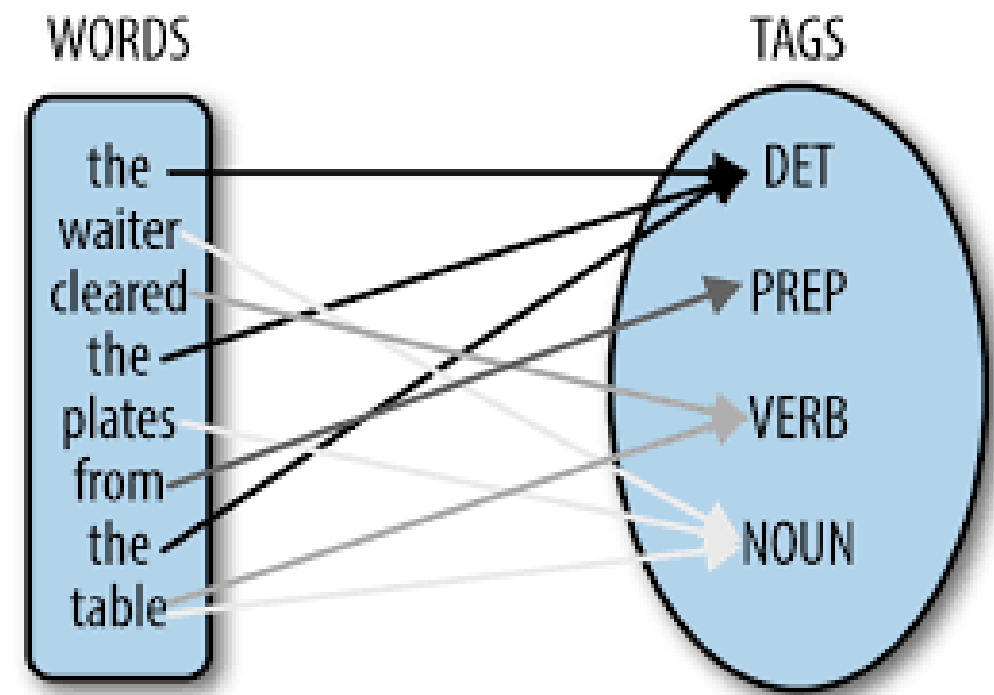 WORDS
the
waiter
cleared
the
plates
from
the
table
TAGS
DET
PREP
VERB
NOUN